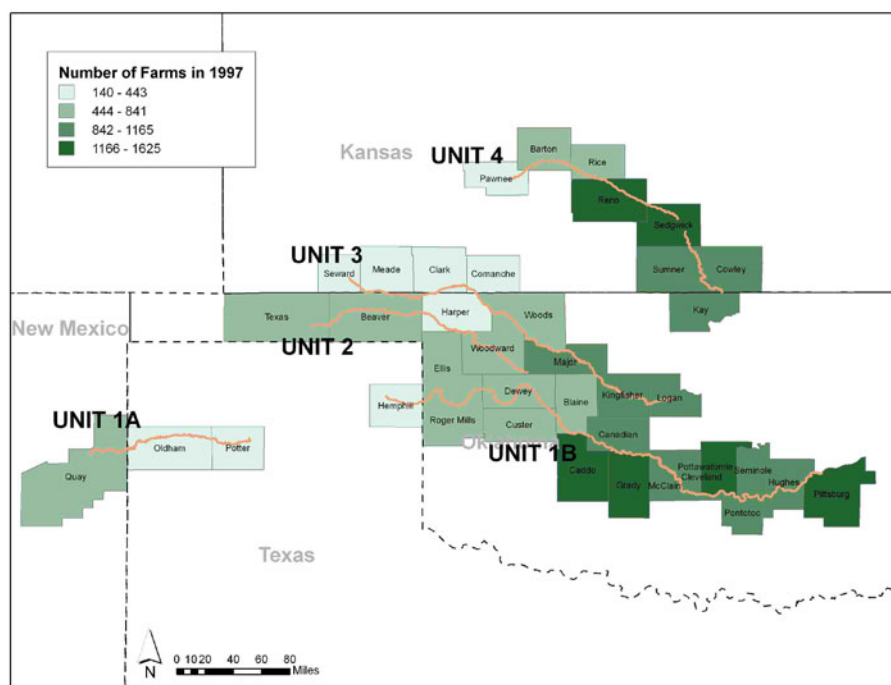 Number of Farms in 1997
140 - 443
444 - 841
842 - 1165
1166 - 1625
Kansas
UNIT 4
Barton
Rice
Pawnee
Reno
Sedgwick
UNIT 3
Seward
Meade
Clark
Comanche
Sumner
Cowley
New Mexico
Texas
Beaver
Harper
Woods
Kay
UNIT 2
Woodward
Major
Ellis
Hemphill
Dewey
Blaine
Kingfisher
Logan
UNIT 1A
Roger Mills
Custer
Canadian
Oldham
Potter
UNIT 1B
Quay
Caddo
Grady
McClain
Pottawatomie
Cleveland
Seminole
Hughes
Pontotoc
Pittsburg
Texas
N
0 10 20 40 60 80
Miles